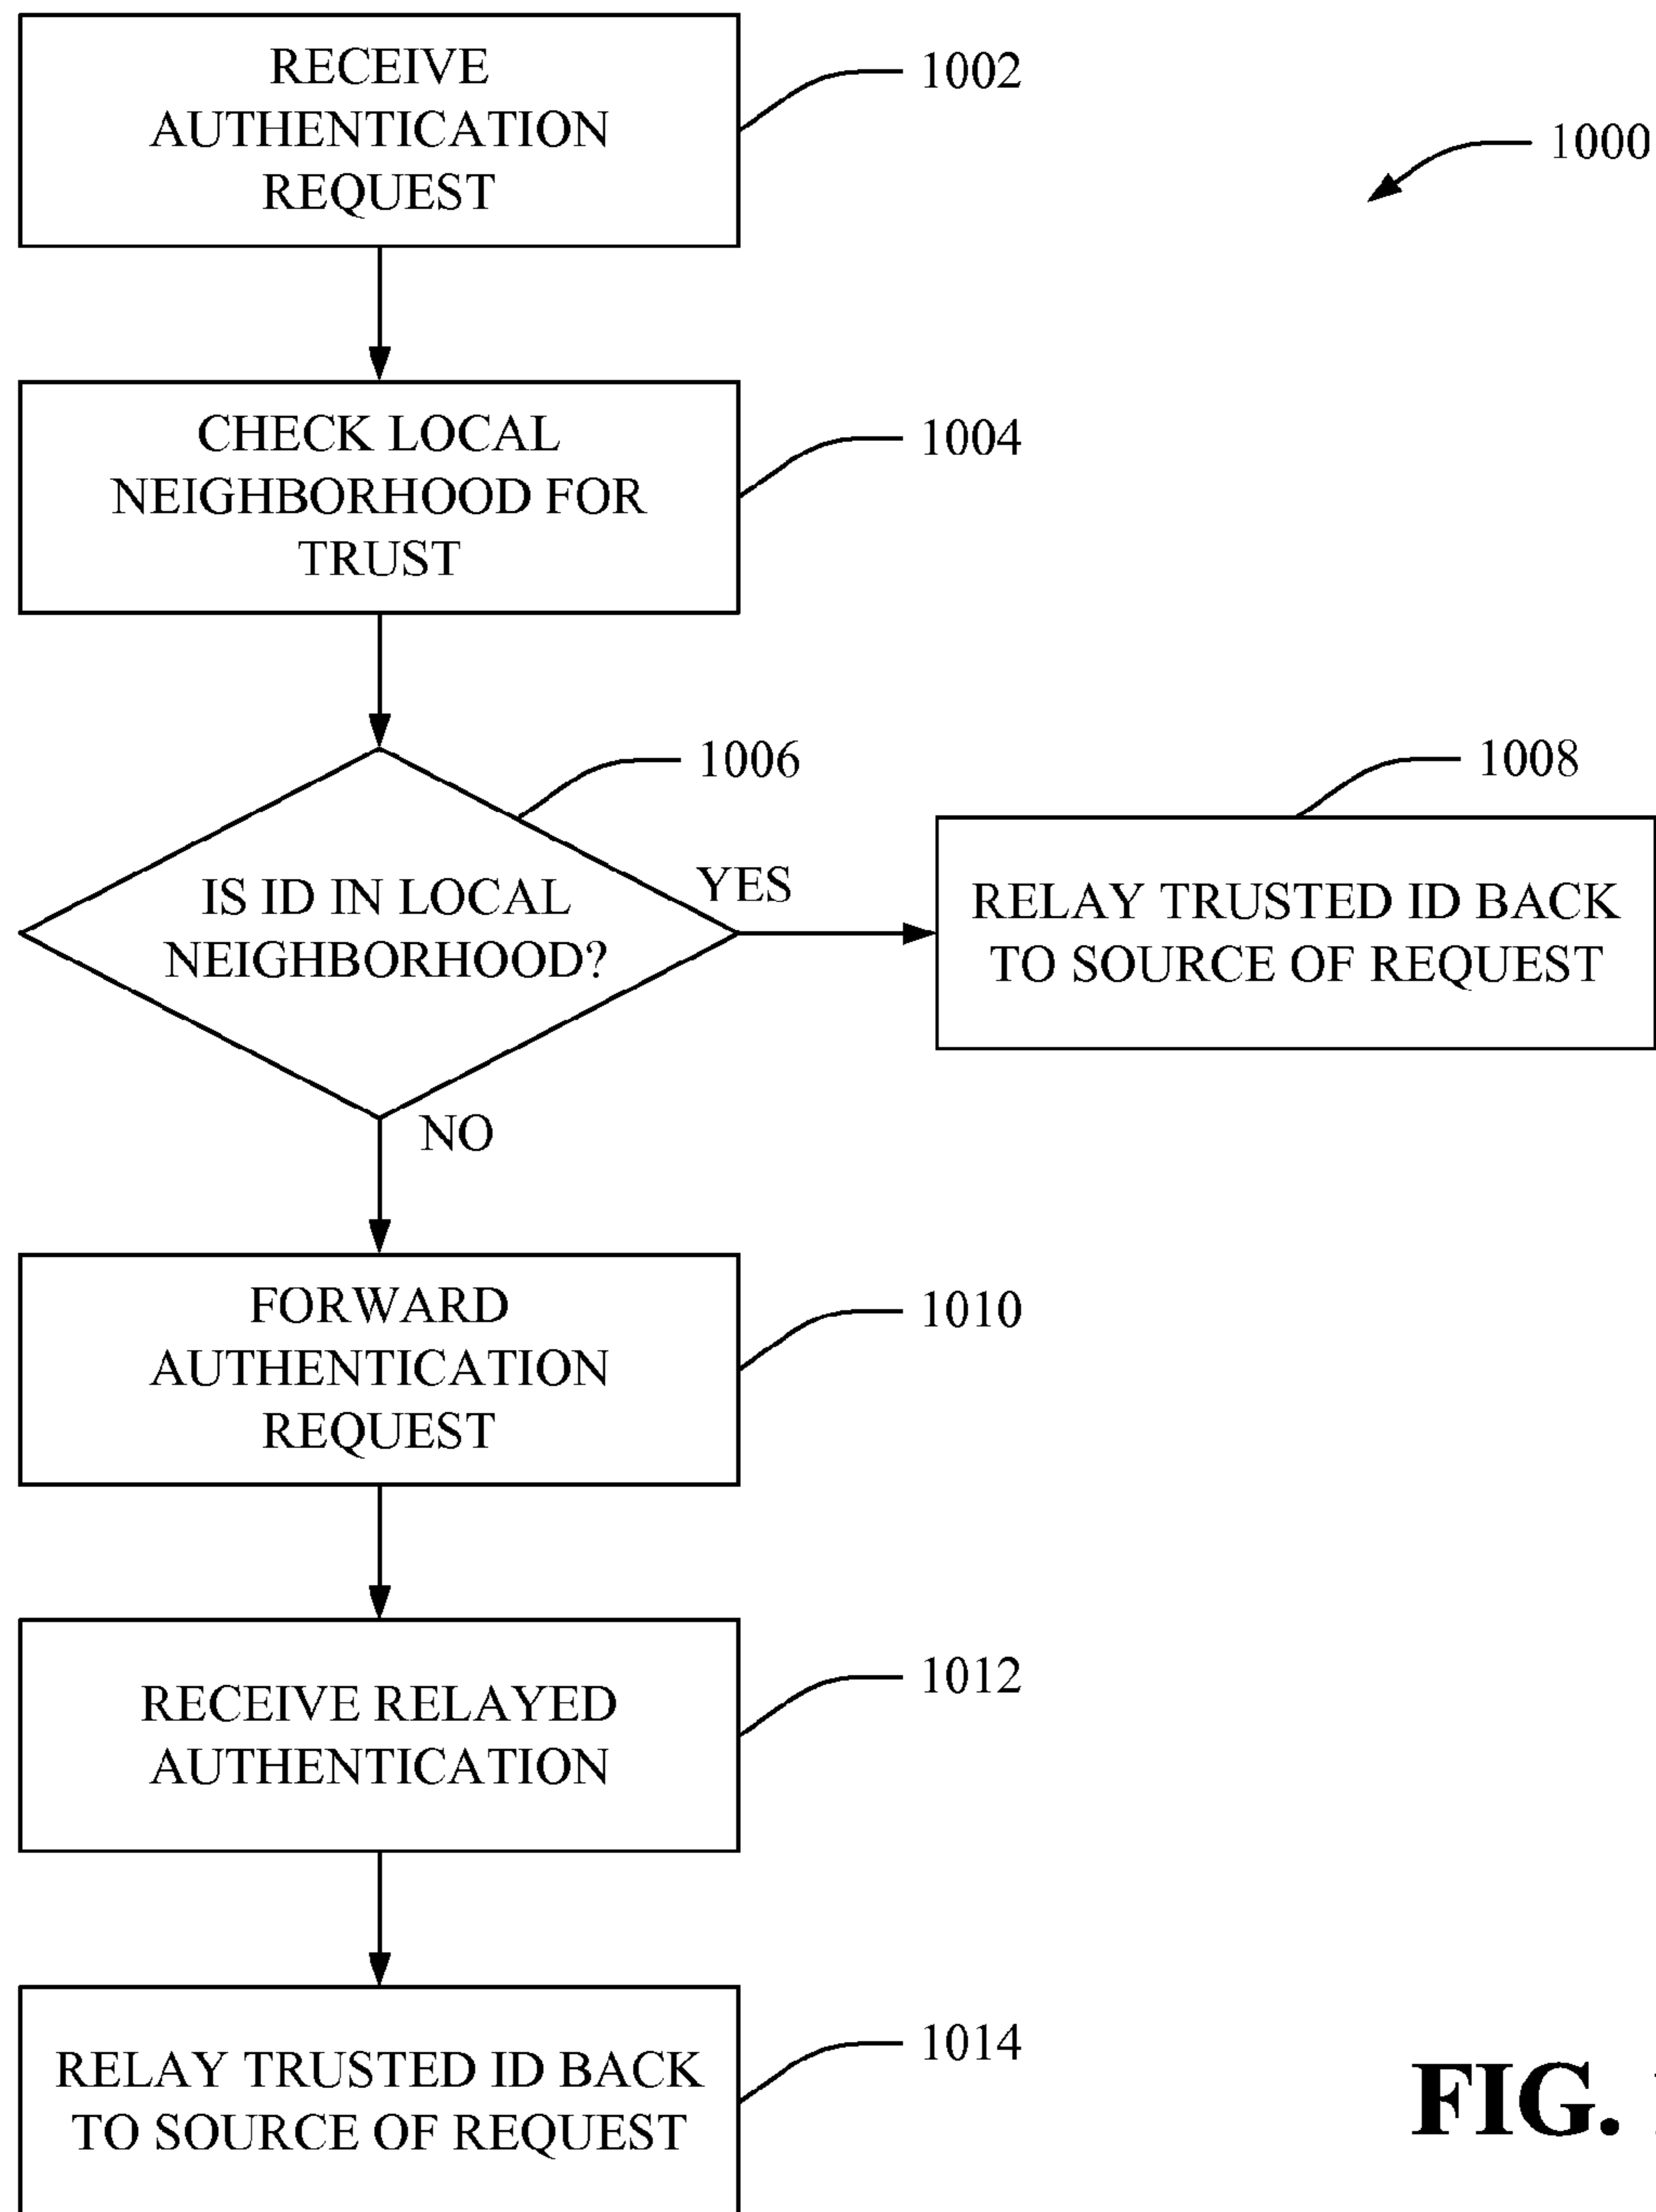 RECEIVE
AUTHENTICATION
REQUEST
1002
1000
CHECK LOCAL
NEIGHBORHOOD FOR
TRUST
1004
1006
IS ID IN LOCAL
NEIGHBORHOOD?
YES
1008
RELAY TRUSTED ID BACK
TO SOURCE OF REQUEST
NO
FORWARD
AUTHENTICATION
REQUEST
1010
RECEIVE RELAYED
AUTHENTICATION
1012
RELAY TRUSTED ID BACK
TO SOURCE OF REQUEST
1014
FIG.